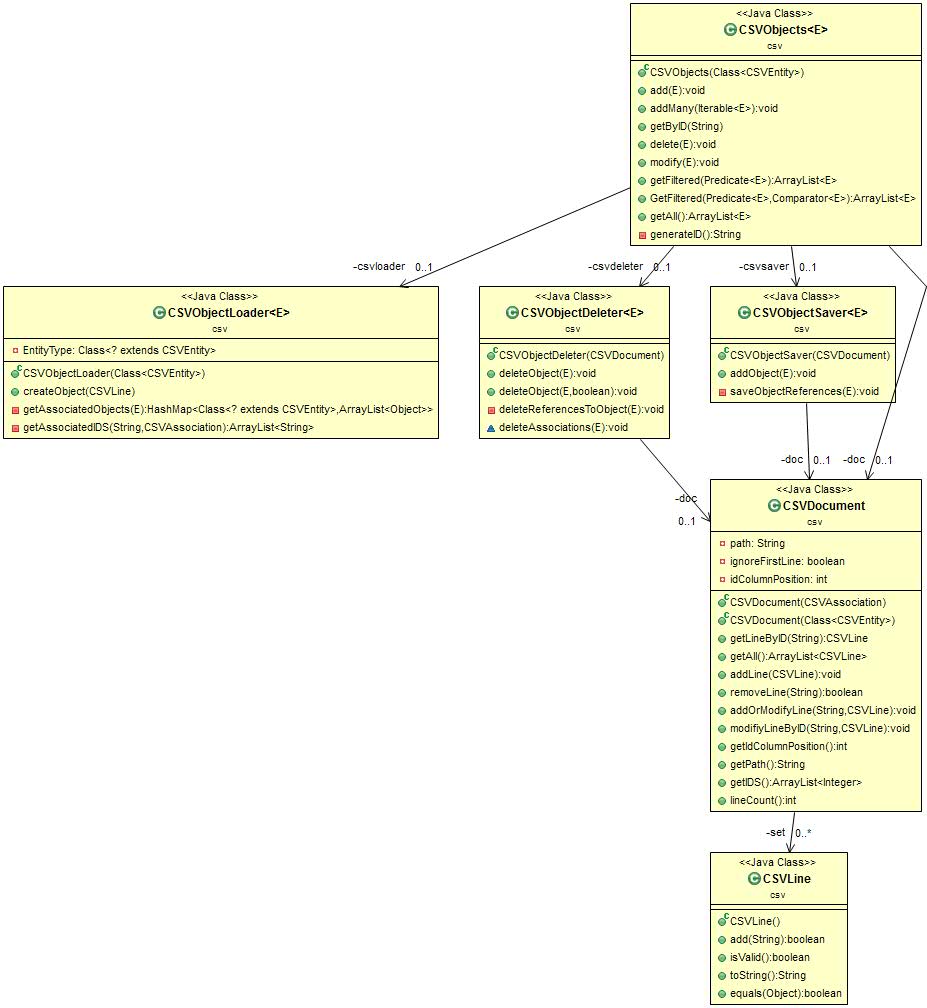 <<Java Class>>
CSVObjects<E>
csv
CSVObjects(Class<CSVEntity>)
add(E):void
addMany(Iterable<E>):void
getByID(String)
delete(E):void
modify(E):void
getFiltered(Predicate<E>):ArrayList<E>
GetFiltered(Predicate<E>,Comparator<E>):ArrayList<E>
getAll():ArrayList<E>
generateID():String
-csvloader 0..1
-csvdeleter 0..1
-csvsaver 0..1
<<Java Class>>
CSVObjectLoader<E>
csv
EntityType: Class<? extends CSVEntity>
CSVObjectLoader(Class<CSVEntity>)
createObject(CSVLine)
getAssociatedObjects(E):HashMap<Class<? extends CSVEntity>,ArrayList<Object>>
getAssociatedIDS(String,CSVAssociation):ArrayList<String>
<<Java Class>>
CSVObjectDeleter<E>
csv
CSVObjectDeleter(CSVDocument)
deleteObject(E):void
deleteObject(E,boolean):void
deleteReferencesToObject(E):void
deleteAssociations(E):void
<<Java Class>>
CSVObjectSaver<E>
csv
CSVObjectSaver(CSVDocument)
addObject(E):void
saveObjectReferences(E):void
-doc 0..1
-doc 0..1
-doc
0..1
<<Java Class>>
CSVDocument
csv
path: String
ignoreFirstLine: boolean
idColumnPosition: int
CSVDocument(CSVAssociation)
CSVDocument(Class<CSVEntity>)
getLineByID(String):CSVLine
getAll():ArrayList<CSVLine>
addLine(CSVLine):void
removeLine(String):boolean
addOrModifyLine(String,CSVLine):void
modifiyLineByID(String,CSVLine):void
getIdColumnPosition():int
getPath():String
getIDS():ArrayList<Integer>
lineCount():int
-set 0..*
<<Java Class>>
CSVLine
csv
CSVLine()
add(String):boolean
isValid():boolean
toString():String
equals(Object):boolean